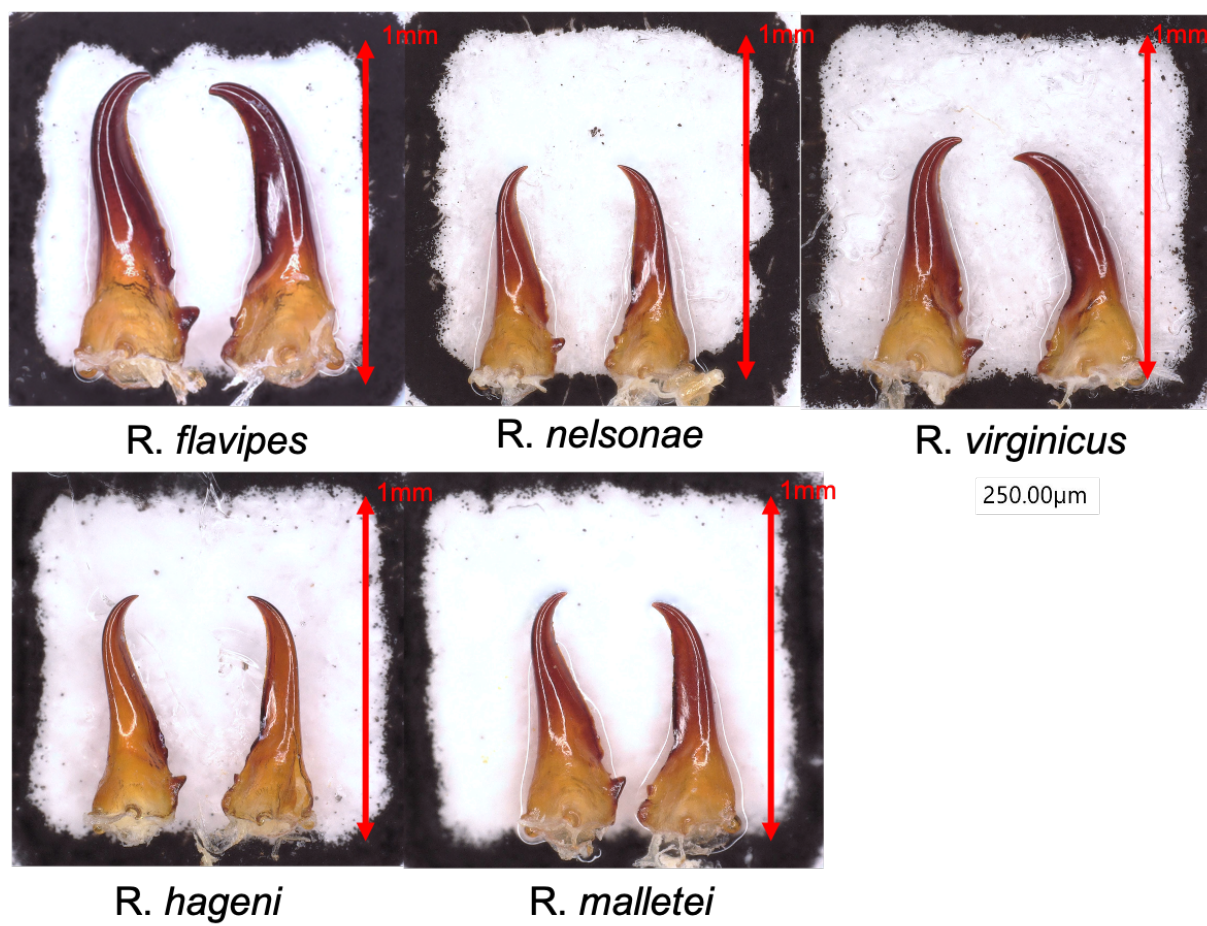 1mm
1mm
1mm
R. flavipes
R. nelsonae
R. virginicus
250.00µm
1mm
1mm
R. hageni
R. malletei